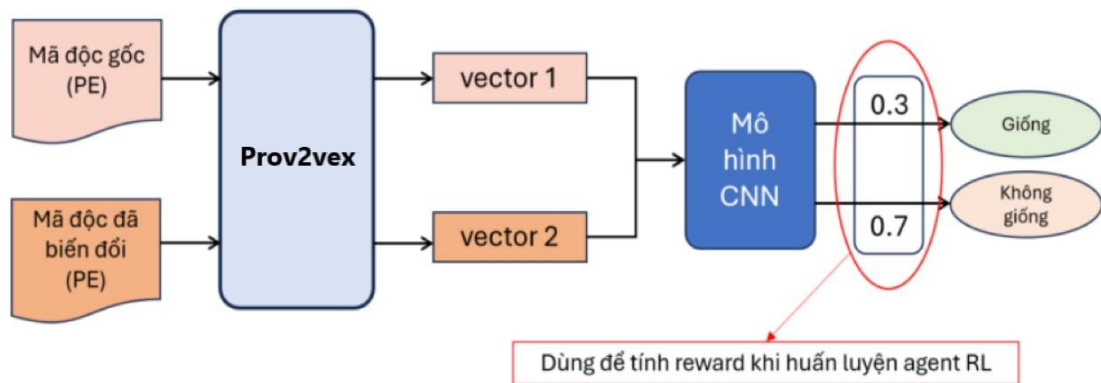 Mã độc gốc
(PE)
Mã độc đã
biến đổi
(PE)
Prov2vex
vector 1
vector 2
Mô
hình
CNN
0.3
0.7
Giống
Không
giống
Dùng để tính reward khi huấn luyện agent RL